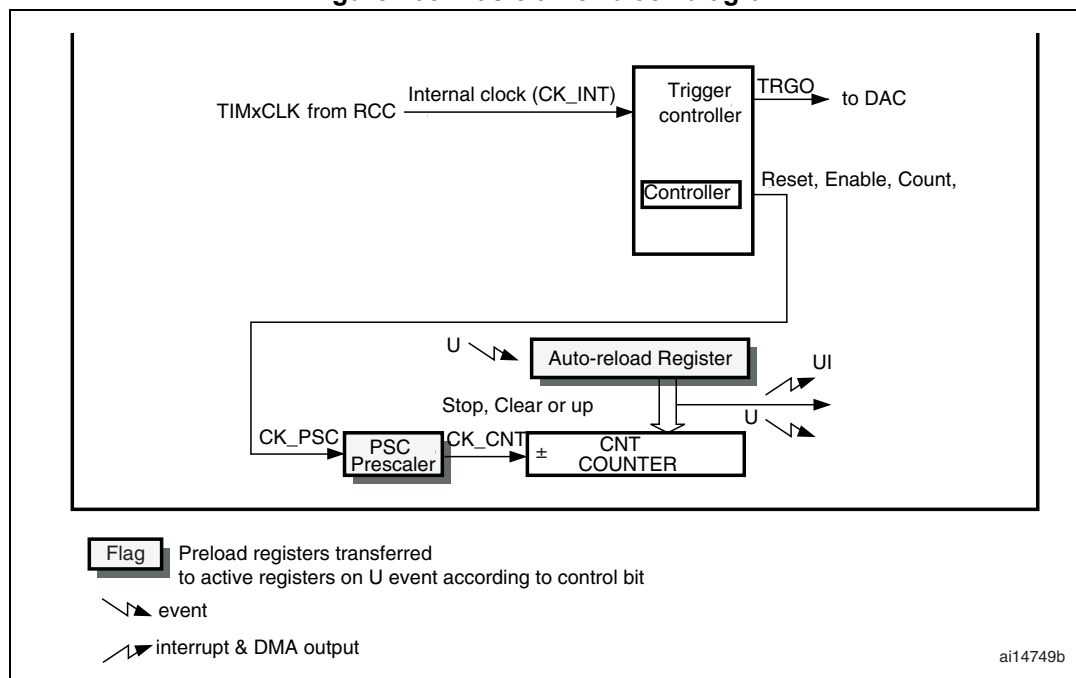 TIMxCLK from RCC
Internal clock (CK_INT)
Trigger
controller
TRGO
to DAC
Controller
Reset, Enable, Count,
U
Auto-reload Register
UI
Stop, Clear or up
U
CK_PSC
PSC
Prescaler
CK_CNT
±
CNT
COUNTER
Flag
Preload registers transferred
to active registers on U event according to control bit
event
interrupt & DMA output
ai14749b